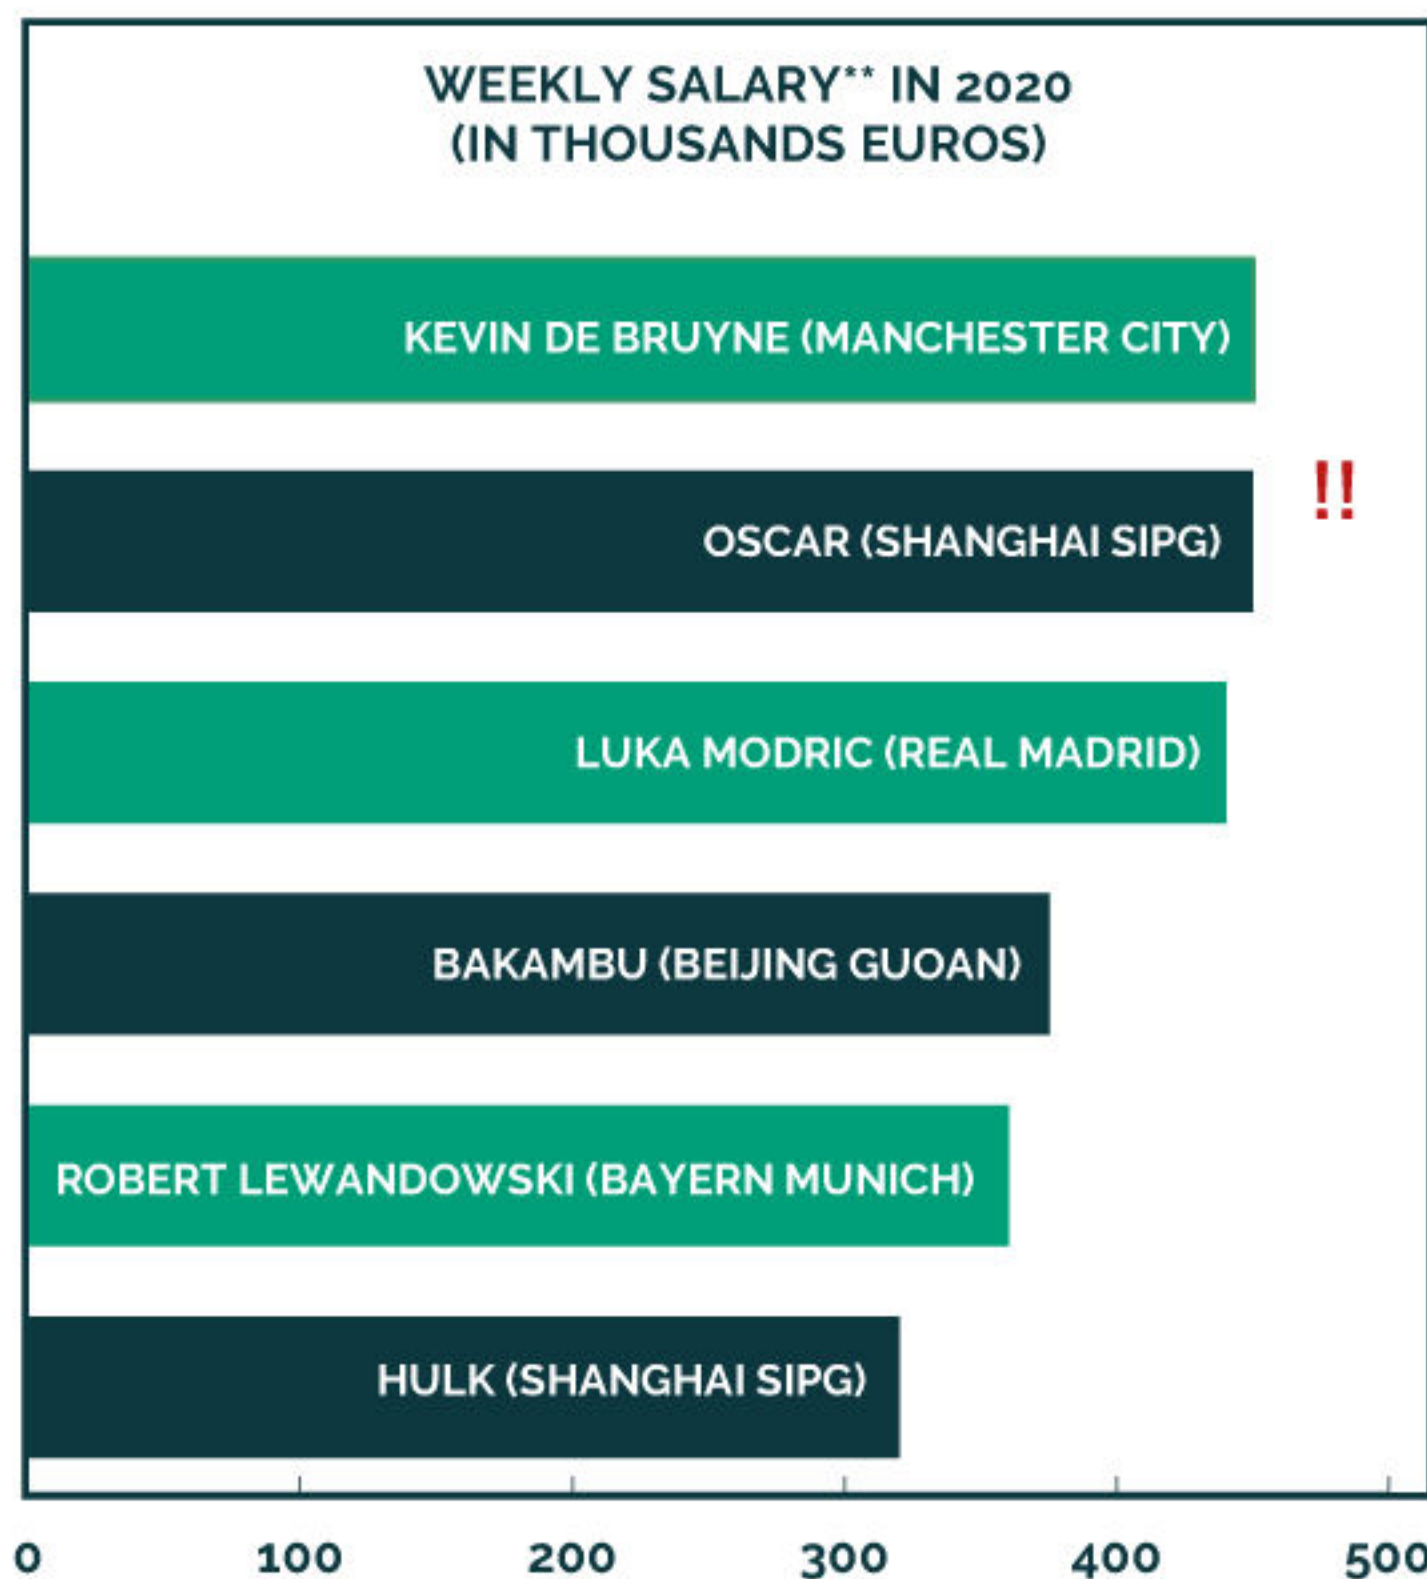 WEEKLY SALARY** IN 2020
(IN THOUSANDS EUROS)
KEVIN DE BRUYNE (MANCHESTER CITY)
!!
OSCAR (SHANGHAI SIPG)
LUKA MODRIC (REAL MADRID)
BAKAMBU (BEIJING GUOAN)
ROBERT LEWANDOWSKI (BAYERN MUNICH)
HULK (SHANGHAI SIPG)
0 100 200 300 400 500